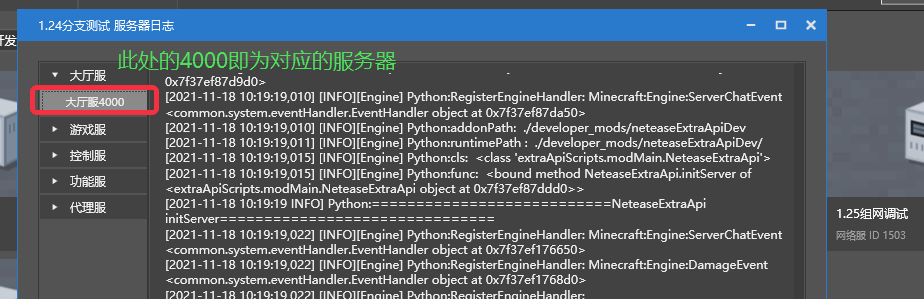 1.24分支测试 服务器日志
开发
此处的4000即为对应的服务器
大厅服
大厅服4000
游戏服
控制服
功能服
代理服
0x7f37ef87d9d0>
[2021-11-18 10:19:19,010] [INFO][Engine] Python:RegisterEngineHandler: Minecraft:Engine:ServerChatEvent
<common.system.eventHandler.EventHandler object at 0x7f37ef87da50>
[2021-11-18 10:19:19,010] [INFO][Engine] Python:addonPath: ./developer_mods/neteaseExtraApiDev
[2021-11-18 10:19:19,011] [INFO][Engine] Python:runtimePath : ./developer_mods/neteaseExtraApiDev/
[2021-11-18 10:19:19,015] [INFO][Engine] Python:cls: <class 'extraApiScripts.modMain.NeteaseExtraApi'>
[2021-11-18 10:19:19,015] [INFO][Engine] Python:func: <bound method NeteaseExtraApi.initServer of
<extraApiScripts.modMain.NeteaseExtraApi object at 0x7f37ef87ddd0>>
[2021-11-18 10:19:19 INFO] Python:===========================NeteaseExtraApi
initServer===============================
[2021-11-18 10:19:19,022] [INFO][Engine] Python:RegisterEngineHandler: Minecraft:Engine:ServerChatEvent
<common.system.eventHandler.EventHandler object at 0x7f37ef176650>
[2021-11-18 10:19:19,022] [INFO][Engine] Python:RegisterEngineHandler: Minecraft:Engine:DamageEvent
<common.system.eventHandler.EventHandler object at 0x7f37ef1768d0>
[2021-11-18 10:19:19,022] [INFO][Engine] Python:RegisterEngineHandler:
1.25组网调试
网络服 ID 1503